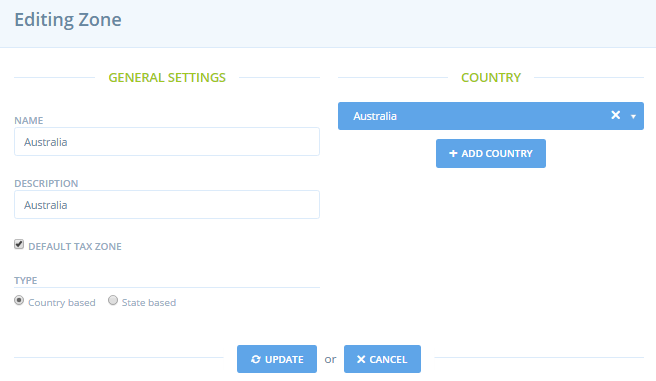 Editing Zone
GENERAL SETTINGS
NAME
Australia
DESCRIPTION
Australia
DEFAULT TAX ZONE
TYPE
Country based State based
COUNTRY
Australia
ADD COUNTRY
UPDATE or CANCEL